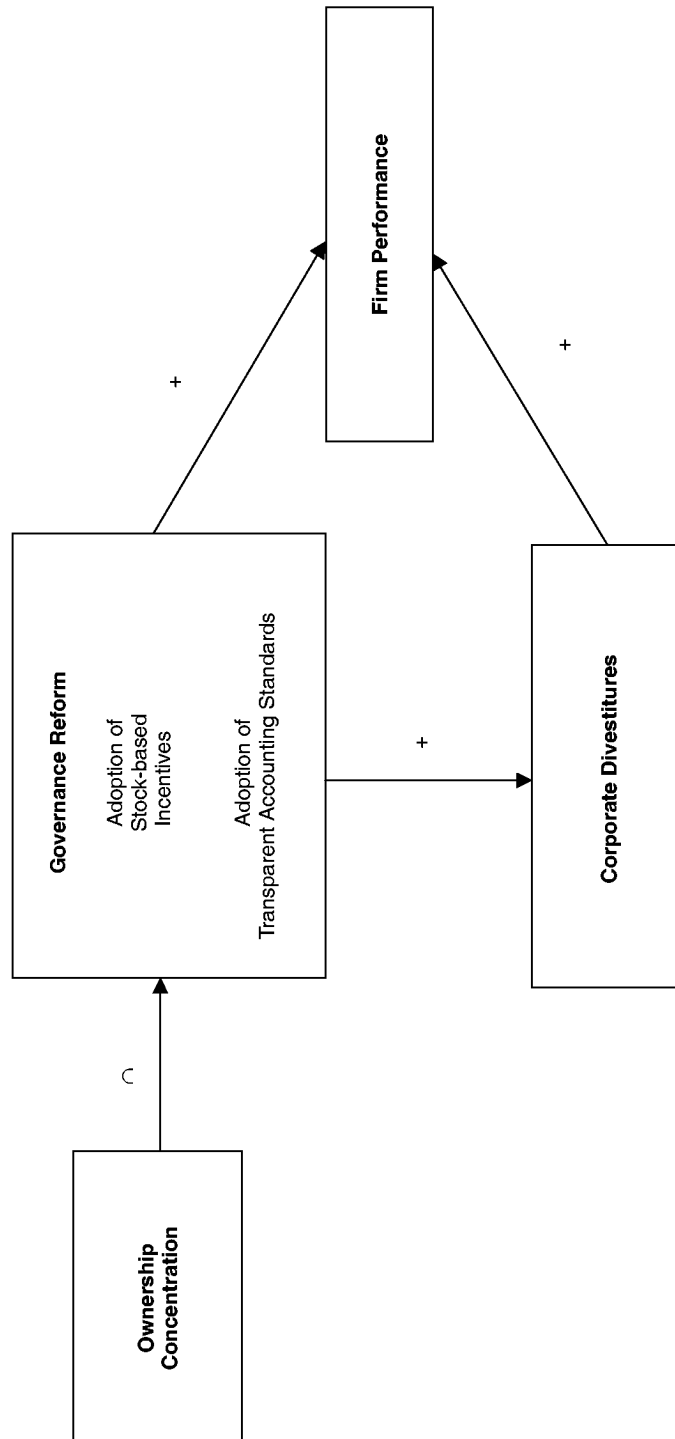 Ownership
Concentration
∩
Governance Reform
Adoption of
Stock-based
Incentives
Adoption of
Transparent Accounting Standards
+
Firm Performance
+
+
Corporate Divestitures